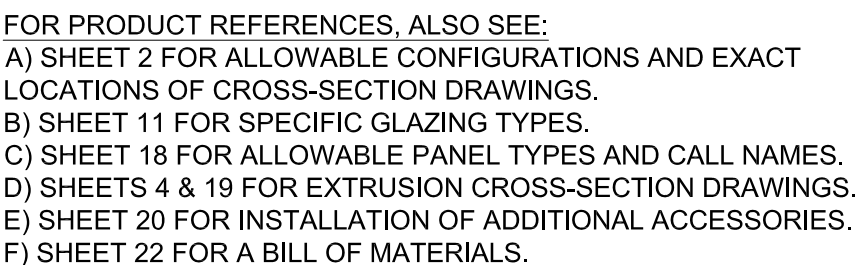 FOR PRODUCT REFERENCES, ALSO SEE:
A) SHEET 2 FOR ALLOWABLE CONFIGURATIONS AND EXACT
LOCATIONS OF CROSS-SECTION DRAWINGS.
B) SHEET 11 FOR SPECIFIC GLAZING TYPES.
C) SHEET 18 FOR ALLOWABLE PANEL TYPES AND CALL NAMES.
D) SHEETS 4 & 19 FOR EXTRUSION CROSS-SECTION DRAWINGS.
E) SHEET 20 FOR INSTALLATION OF ADDITIONAL ACCESSORIES.
F) SHEET 22 FOR A BILL OF MATERIALS.